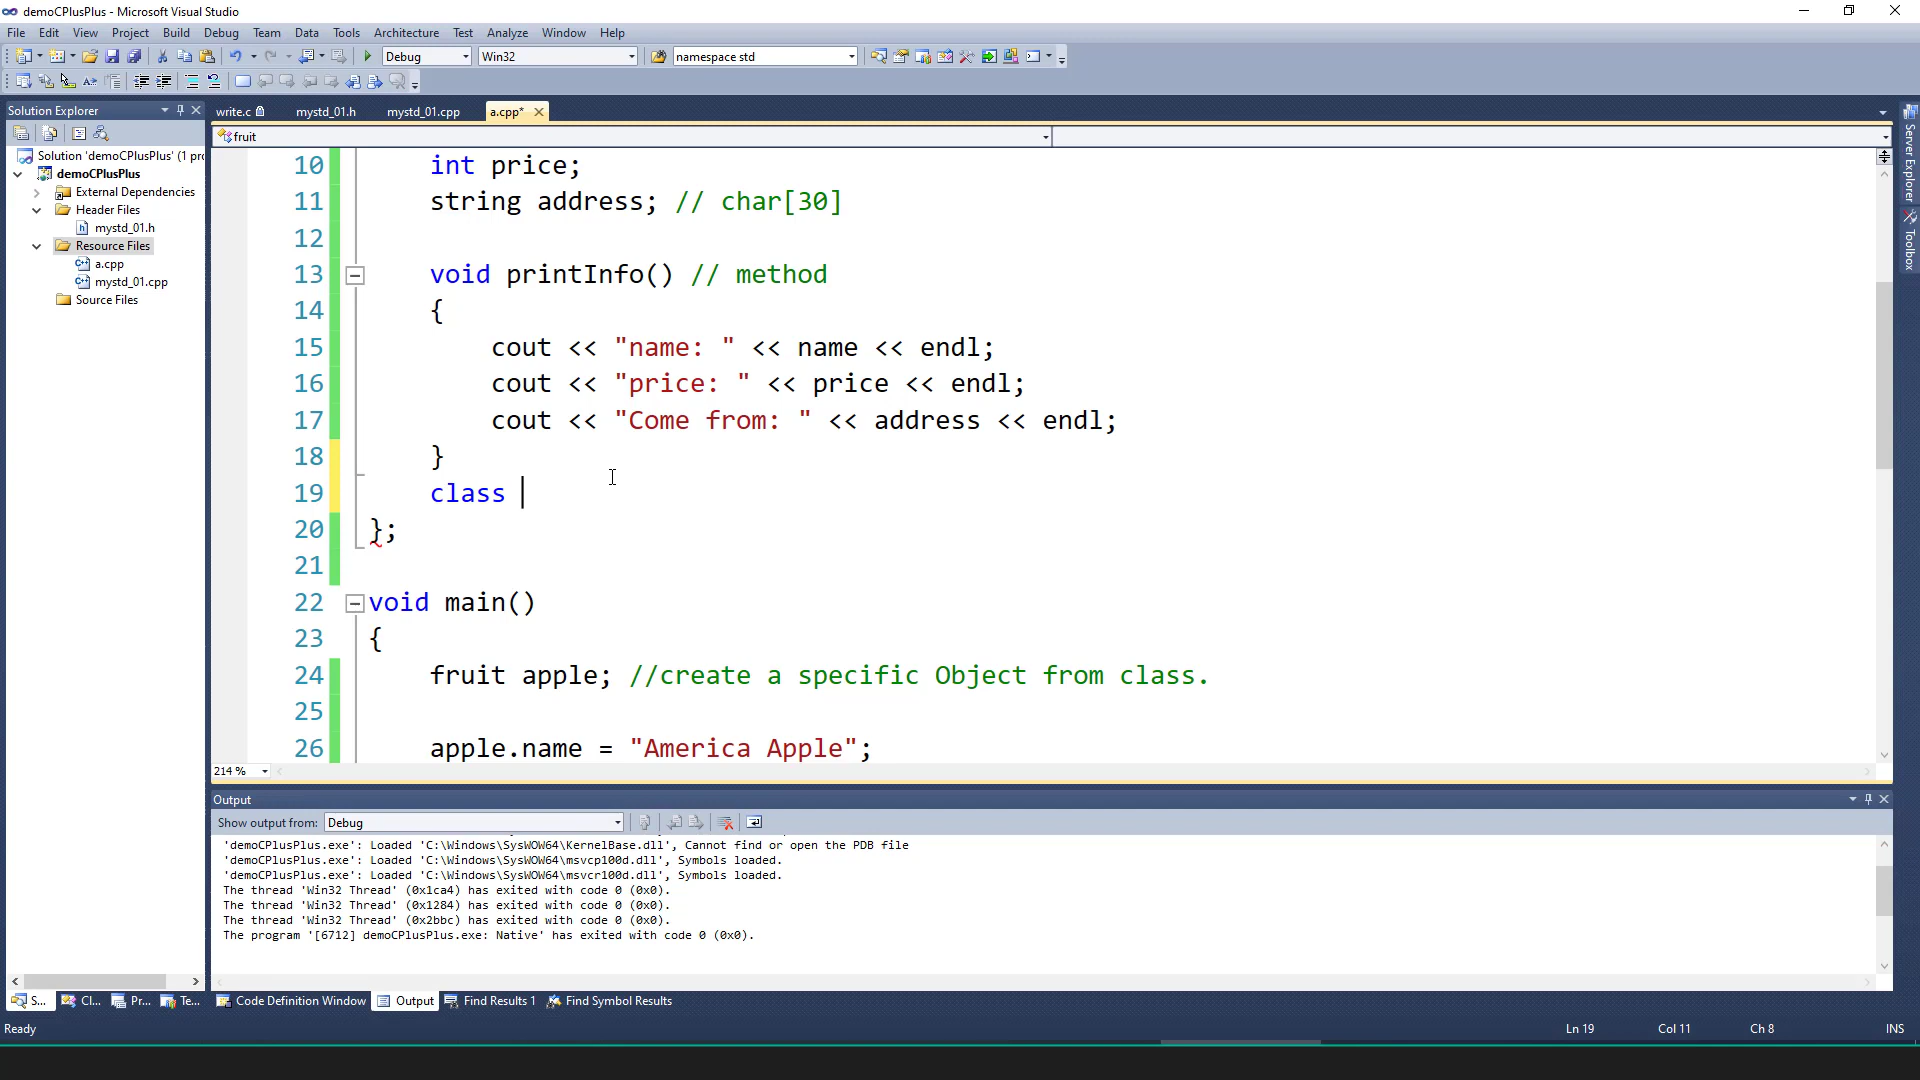 demoCPlusPlus - Microsoft Visual Studio
File Edit View Project Build Debug Team Data Tools Architecture Test Analyze Window Help
Debug Win32 namespace std
Solution Explorer
write.c mystd_01.h mystd_01.cpp a.cpp*
fruit
Solution 'demoCPlusPlus' (1 pro
demoCPlusPlus
External Dependencies
Header Files
mystd_01.h
Resource Files
a.cpp
mystd_01.cpp
Source Files
10 int price;
11 string address; // char[30]
12
13 void printInfo() // method
14 {
15 cout << "name: " << name << endl;
16 cout << "price: " << price << endl;
17 cout << "Come from: " << address << endl;
18 }
19 class
20 };
21
22 void main()
23 {
24 fruit apple; //create a specific Object from class.
25
26 apple.name = "America Apple";
214 %
Server Explorer
Toolbox
Output
Show output from: Debug
'demoCPlusPlus.exe': Loaded 'C:\Windows\SysWOW64\KernelBase.dll', Cannot find or open the PDB file
'demoCPlusPlus.exe': Loaded 'C:\Windows\SysWOW64\msvcp100d.dll', Symbols loaded.
'demoCPlusPlus.exe': Loaded 'C:\Windows\SysWOW64\msvcr100d.dll', Symbols loaded.
The thread 'Win32 Thread' (0x1ca4) has exited with code 0 (0x0).
The thread 'Win32 Thread' (0x1284) has exited with code 0 (0x0).
The thread 'Win32 Thread' (0x2bbc) has exited with code 0 (0x0).
The program '[6712] demoCPlusPlus.exe: Native' has exited with code 0 (0x0).
S... Cl... Pr... Te... Code Definition Window Output Find Results 1 Find Symbol Results
Ready Ln 19 Col 11 Ch 8 INS